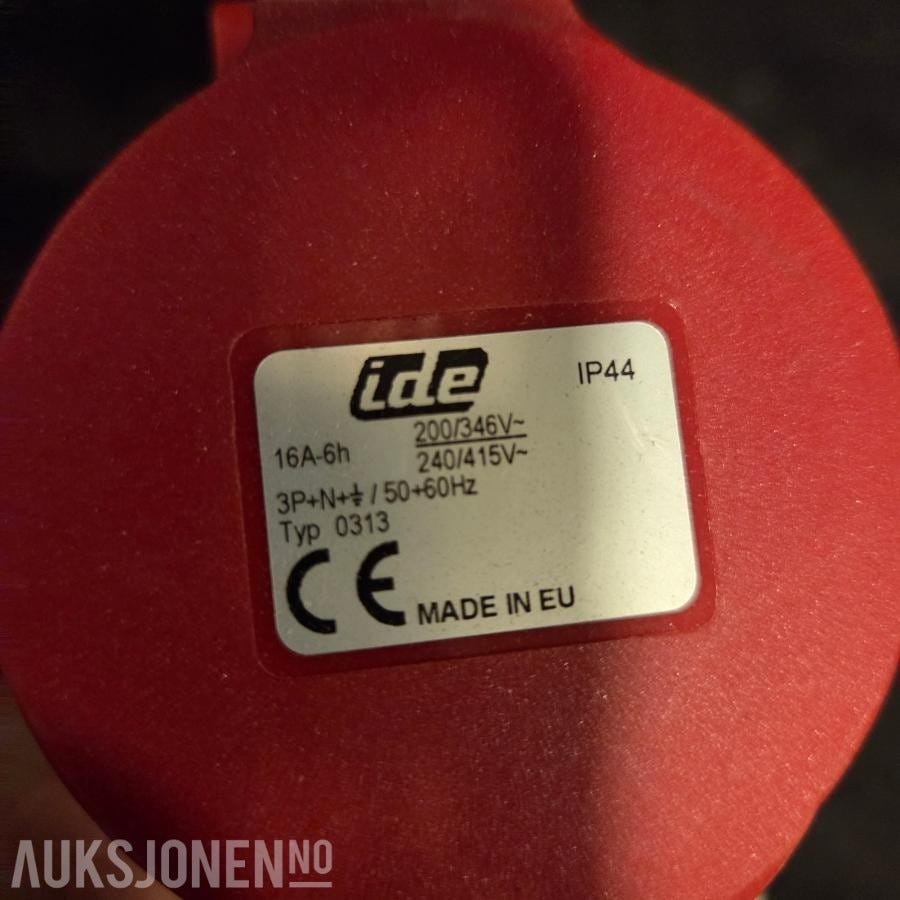 ide
IP44
16A-6h
200/346V~
240/415V~
3P+N+⏚ / 50+60Hz
Typ 0313
CE MADE IN EU
AUKSJONEN.NO